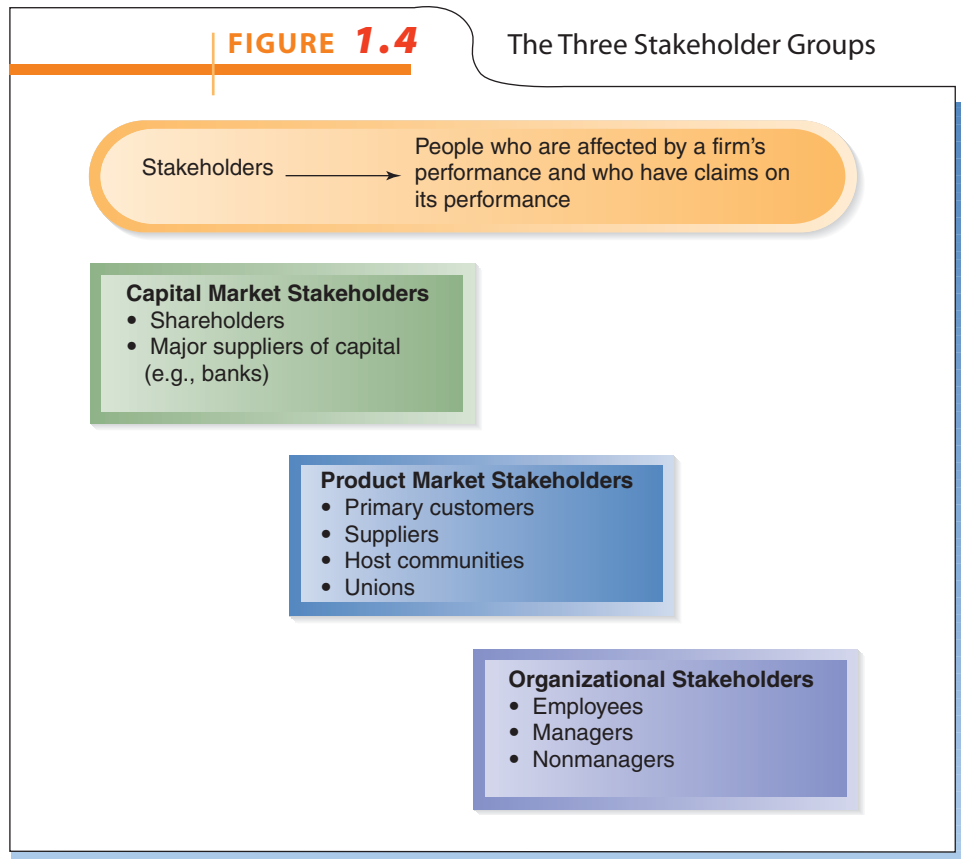 FIGURE 1.4
The Three Stakeholder Groups
Stakeholders
People who are affected by a firm's
performance and who have claims on
its performance
Capital Market Stakeholders
• Shareholders
• Major suppliers of capital
(e.g., banks)
Product Market Stakeholders
• Primary customers
• Suppliers
• Host communities
• Unions
Organizational Stakeholders
• Employees
• Managers
• Nonmanagers